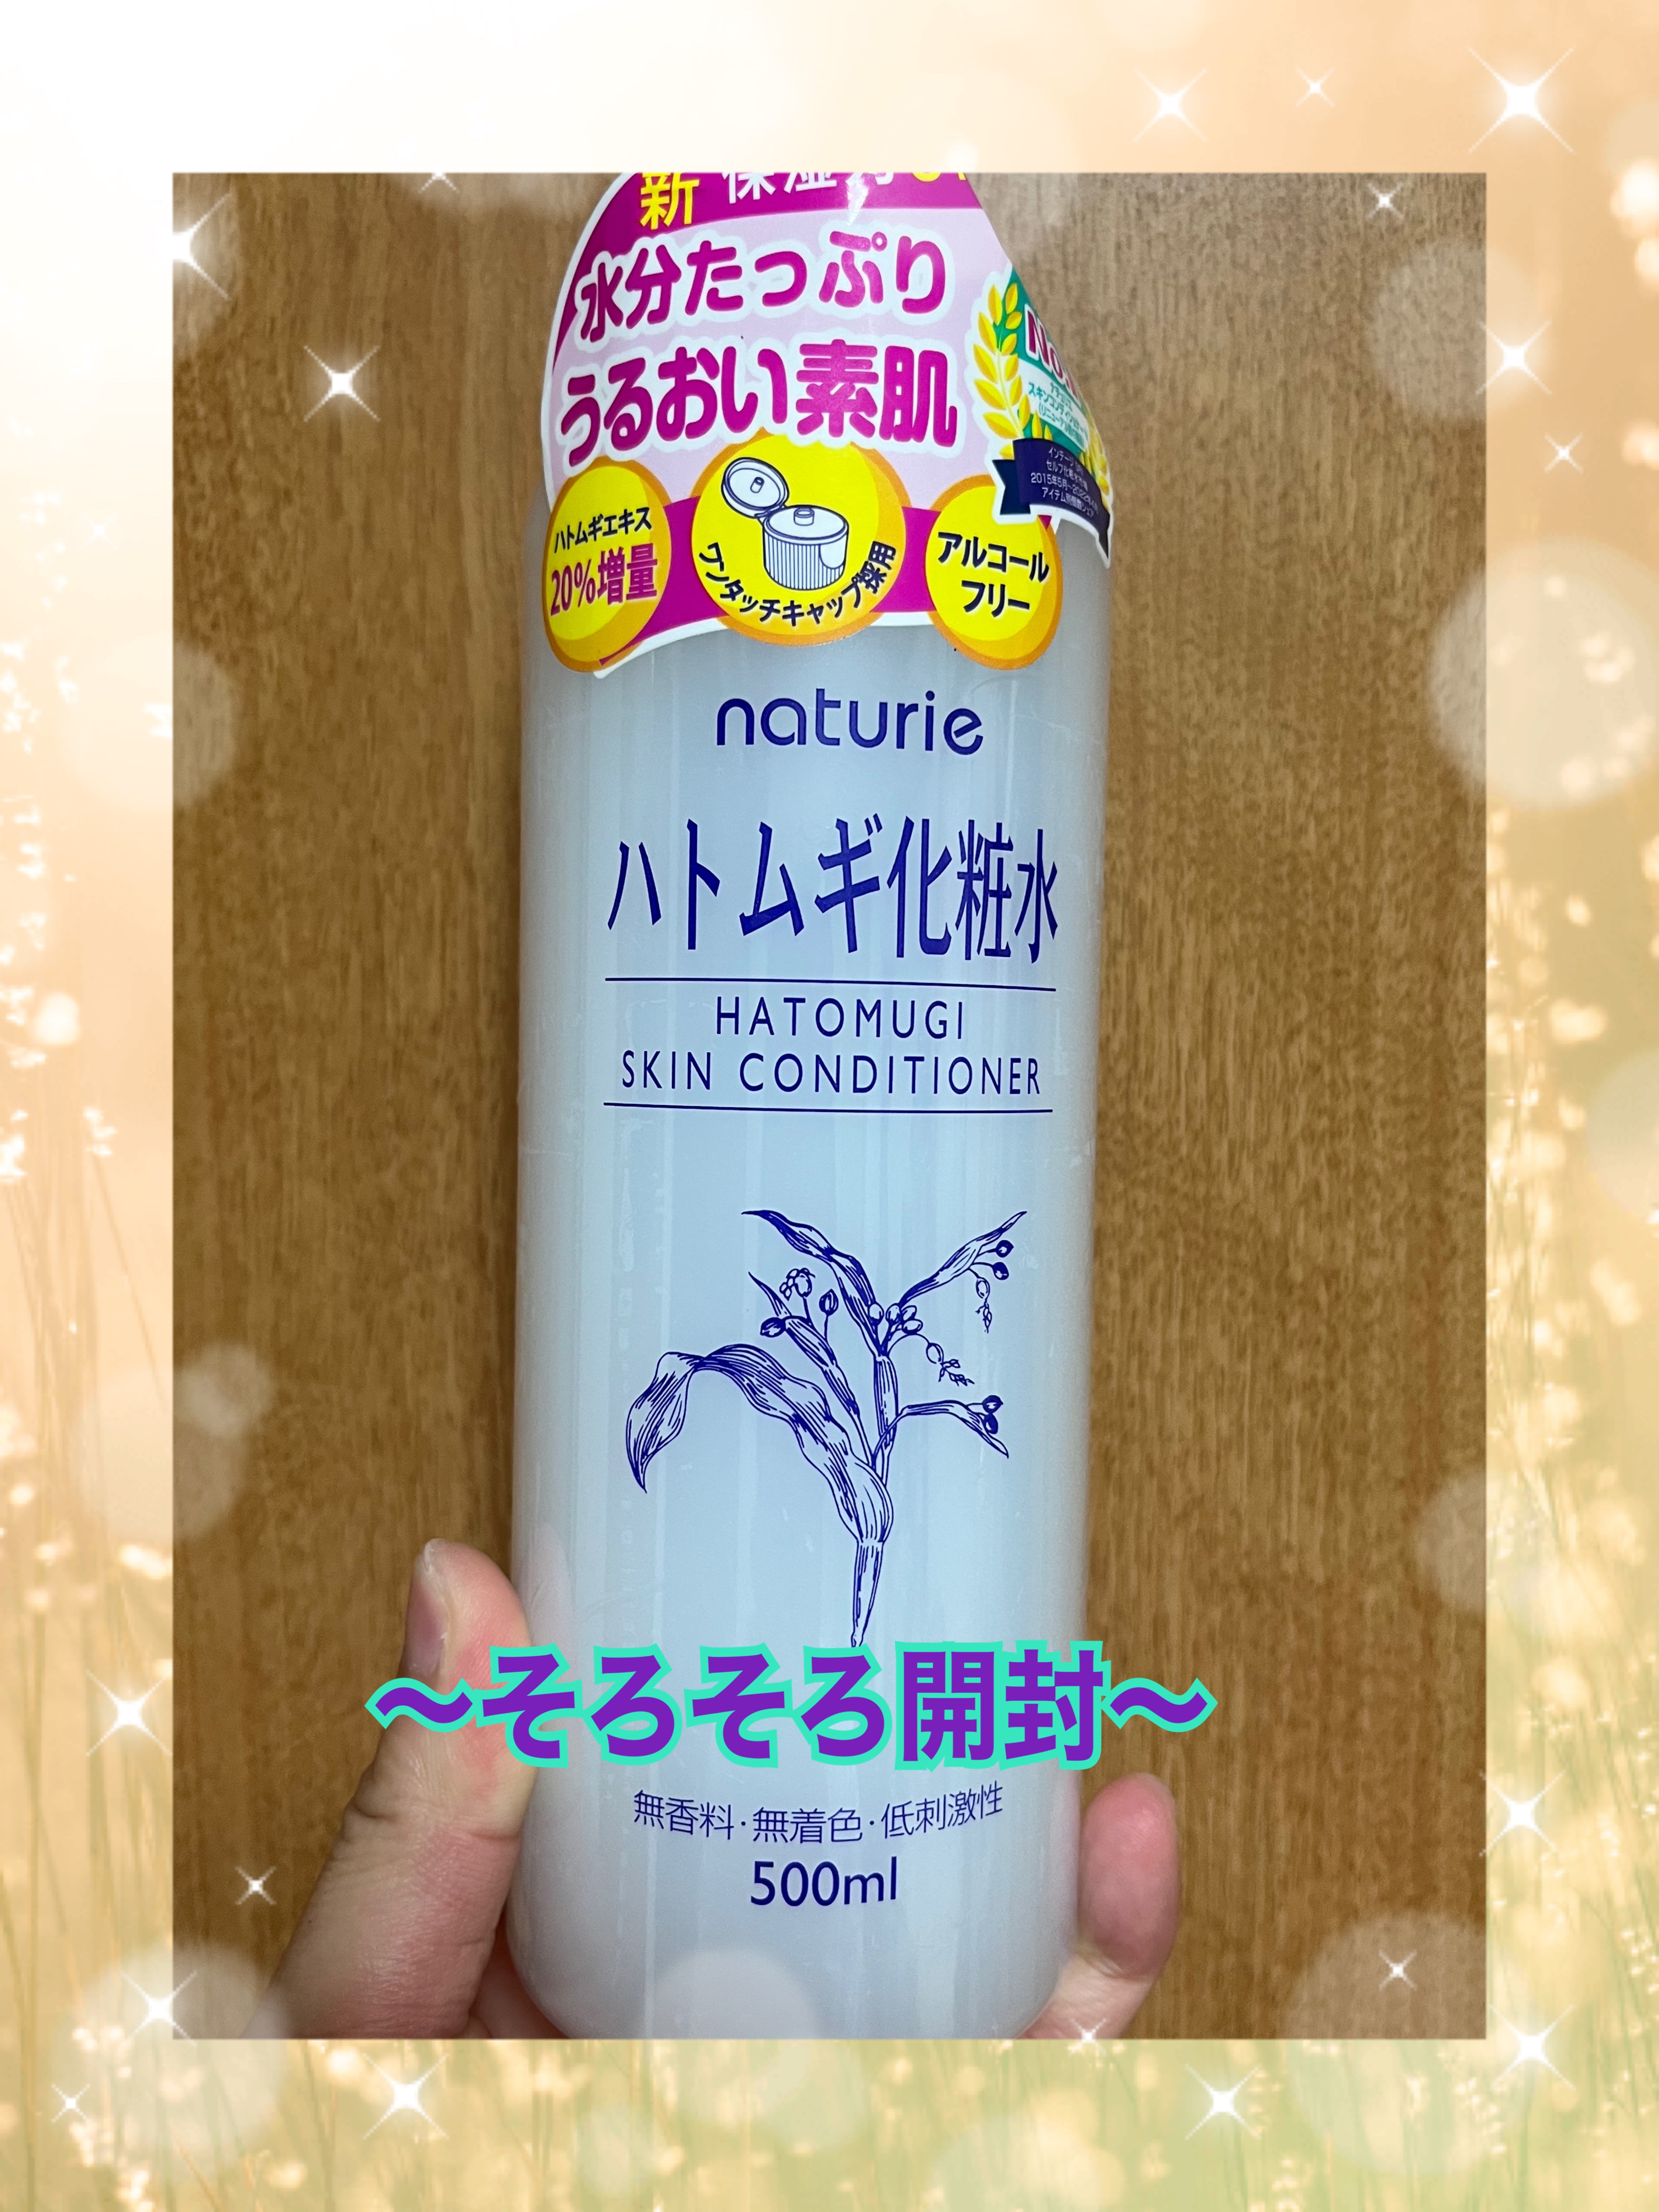 新 保湿力
水分たっぷり
うるおい素肌
No.1
ハトムギエキス
20%増量
ワンタッチキャップ採用
アルコール
フリー
naturie
ハトムギ化粧水
HATOMUGI
SKIN CONDITIONER
～そろそろ開封～
無香料・無着色・低刺激性
500ml